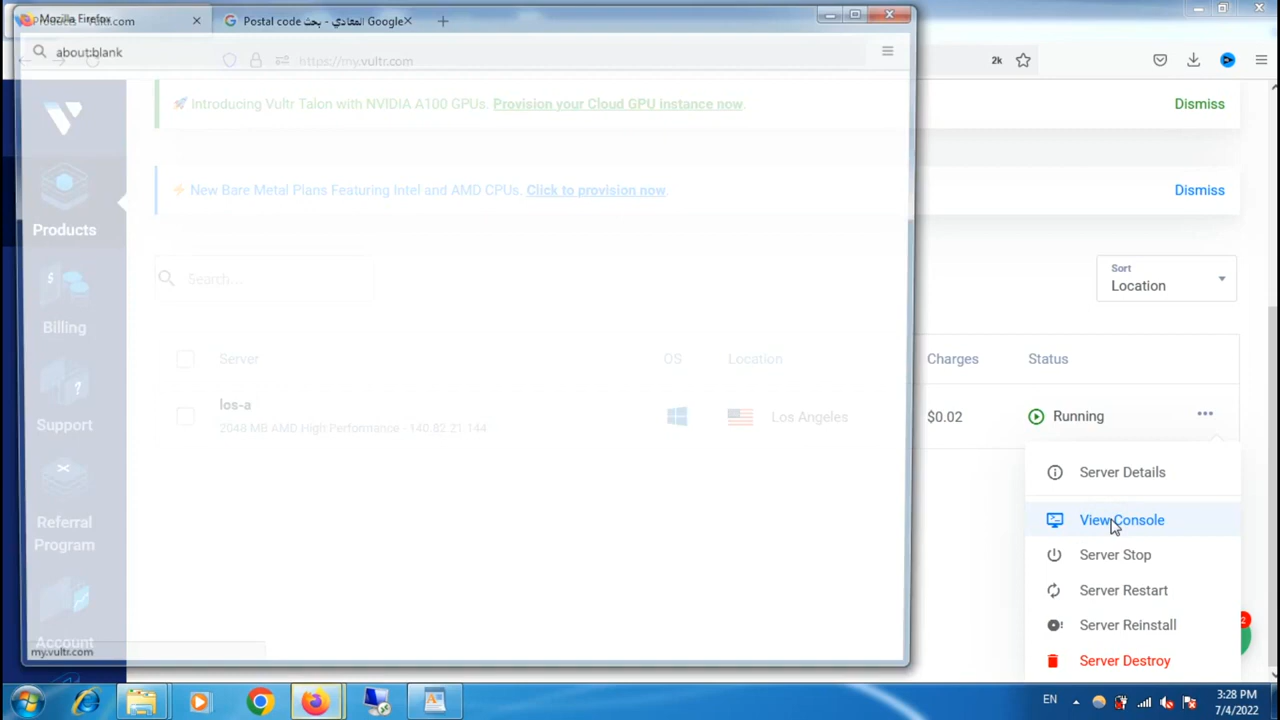 Mozilla Firefox
Products - Vultr.com
Postal code المعادي - بحث Google
about:blank
https://my.vultr.com
2k
🚀 Introducing Vultr Talon with NVIDIA A100 GPUs. Provision your Cloud GPU instance now.
Dismiss
⚡ New Bare Metal Plans Featuring Intel and AMD CPUs. Click to provision now.
Dismiss
Products
Search...
Sort
Location
Billing
Server
OS
Location
Charges
Status
los-a
2048 MB AMD High Performance - 140.82.21.144
Los Angeles
$0.02
Running
Support
Server Details
View Console
Referral
Program
Server Stop
Server Restart
Server Reinstall
2
Account
my.vultr.com
Server Destroy
EN
3:28 PM
7/4/2022